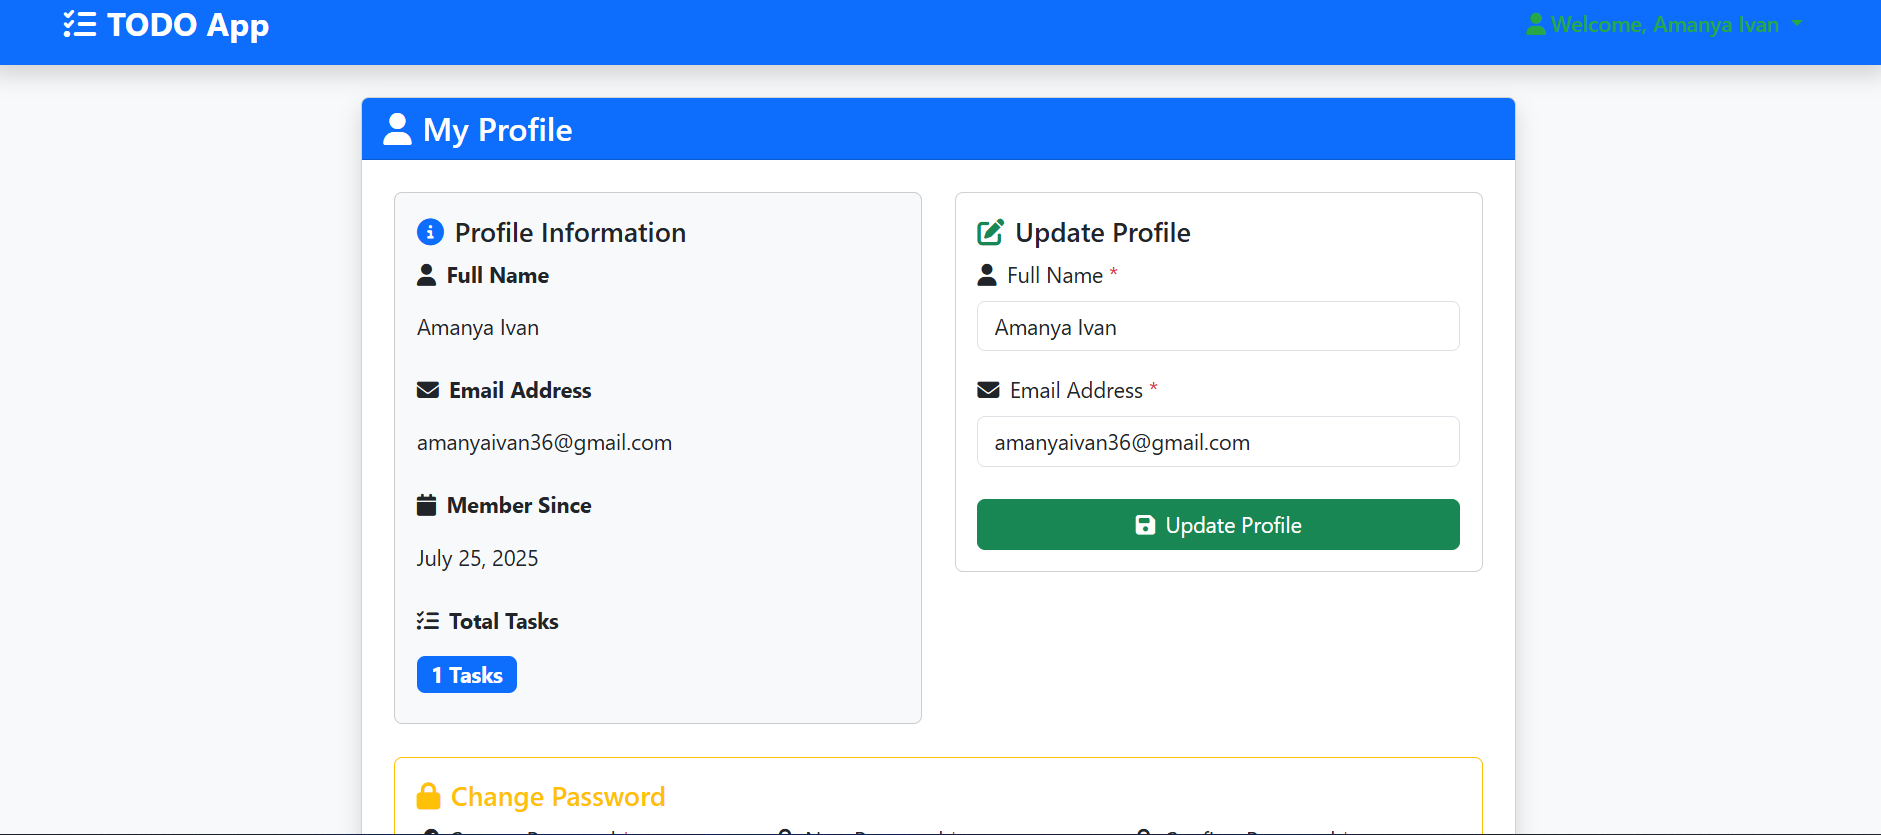 TODO App
Welcome, Amanya Ivan
My Profile
Profile Information
Full Name
Amanya Ivan
Email Address
amanyaivan36@gmail.com
Member Since
July 25, 2025
Total Tasks
1 Tasks
Update Profile
Full Name *
Amanya Ivan
Email Address *
amanyaivan36@gmail.com
Update Profile
Change Password